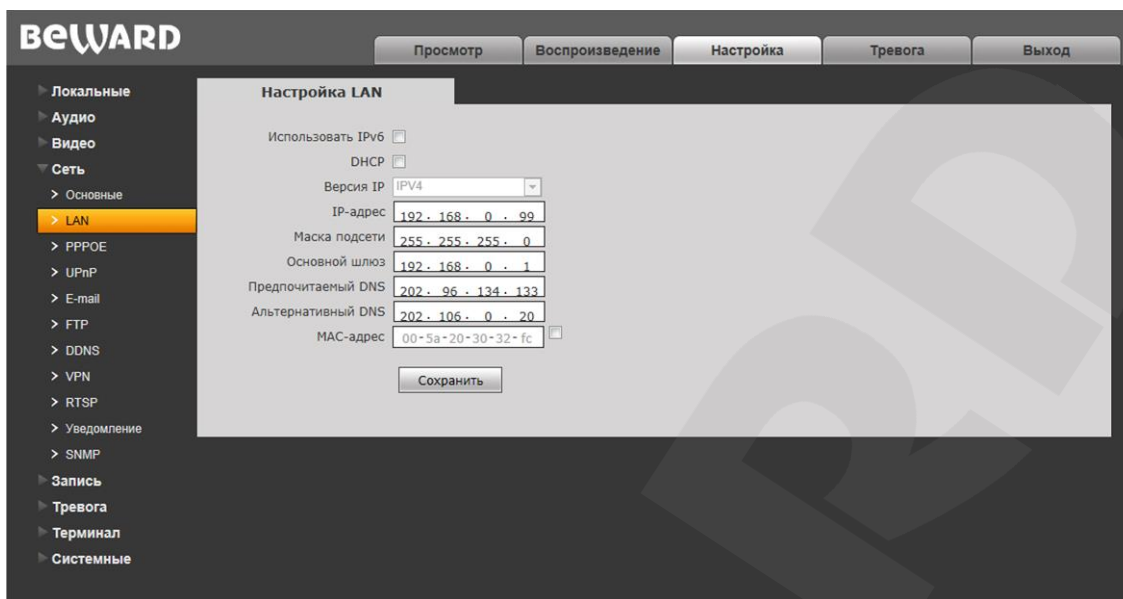 BEWARD
Просмотр Воспроизведение Настройка Тревога Выход
Локальные
Аудио
Видео
Сеть
> Основные
> LAN
> PPPOE
> UPnP
> E-mail
> FTP
> DDNS
> VPN
> RTSP
> Уведомление
> SNMP
Запись
Тревога
Терминал
Системные
Настройка LAN
Использовать IPv6
DHCP
Версия IP IPV4
IP-адрес 192. 168. 0 . 99
Маска подсети 255. 255. 255. 0
Основной шлюз 192. 168. 0 . 1
Предпочитаемый DNS 202. 96 . 134. 133
Альтернативный DNS 202. 106. 0 . 20
MAC-адрес 00-5a-20-30-32-fc
Сохранить